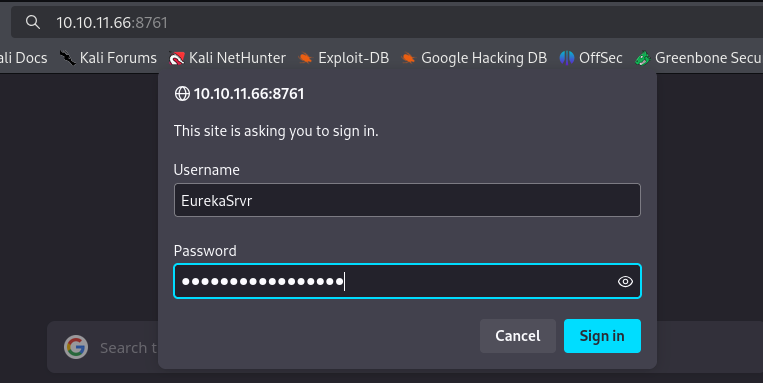 10.10.11.66:8761
ali Docs Kali Forums Kali NetHunter Exploit-DB Google Hacking DB OffSec Greenbone Secu
10.10.11.66:8761
This site is asking you to sign in.
Username
EurekaSrvr
Password
•••••••••••••••••
Cancel Sign in
G Search t